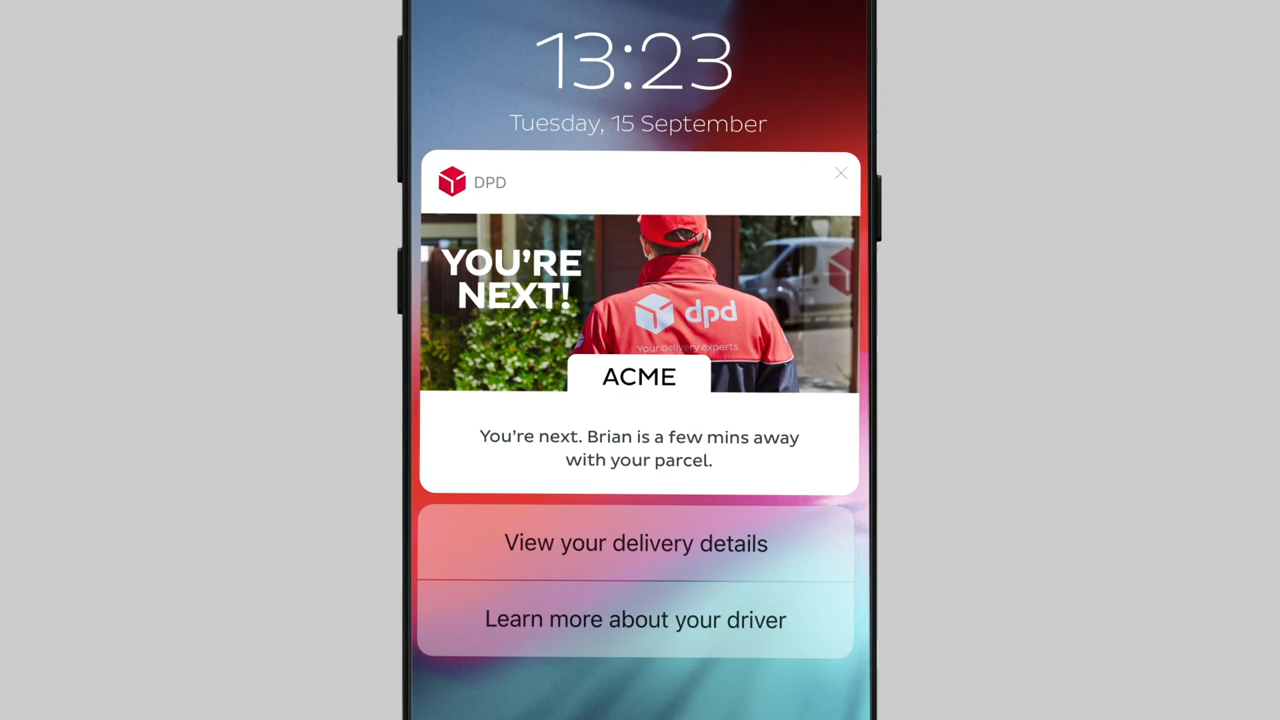 13:23
Tuesday, 15 September
DPD
YOU'RE
NEXT!
dpd
Your delivery experts
ACME
You're next. Brian is a few mins away
with your parcel.
View your delivery details
Learn more about your driver